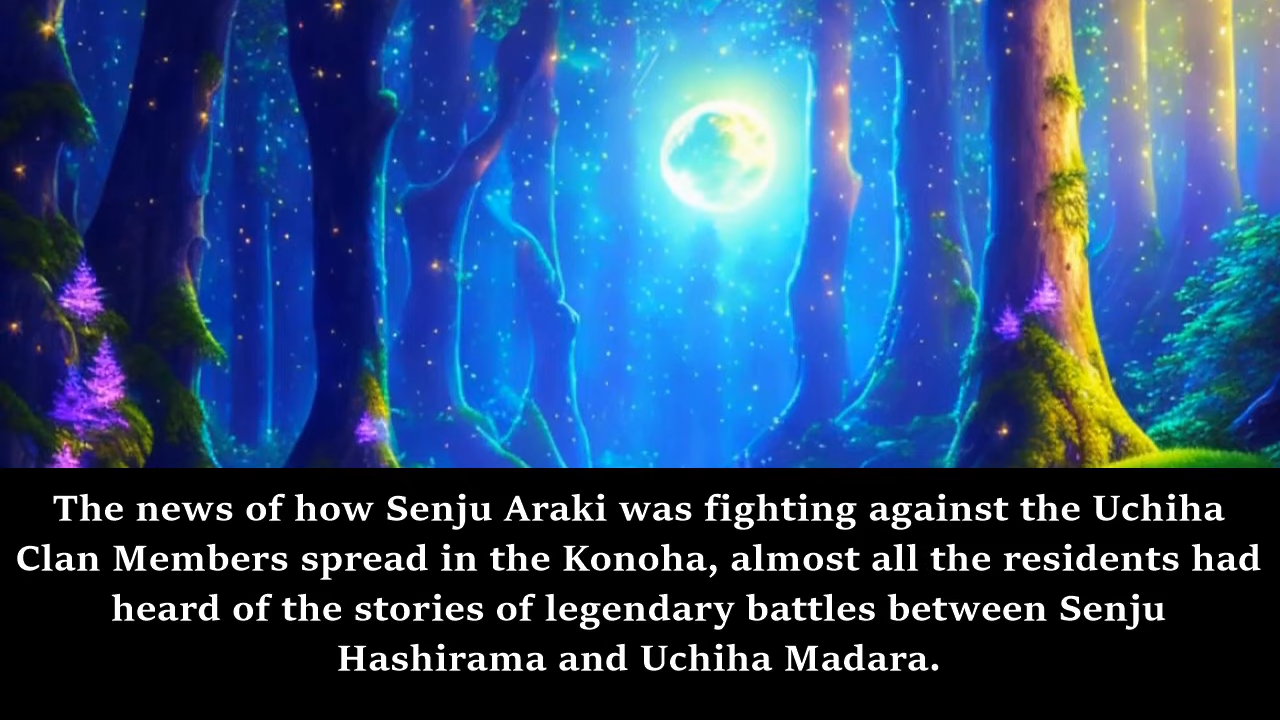 The news of how Senju Araki was fighting against the Uchiha
Clan Members spread in the Konoha, almost all the residents had
heard of the stories of legendary battles between Senju
Hashirama and Uchiha Madara.